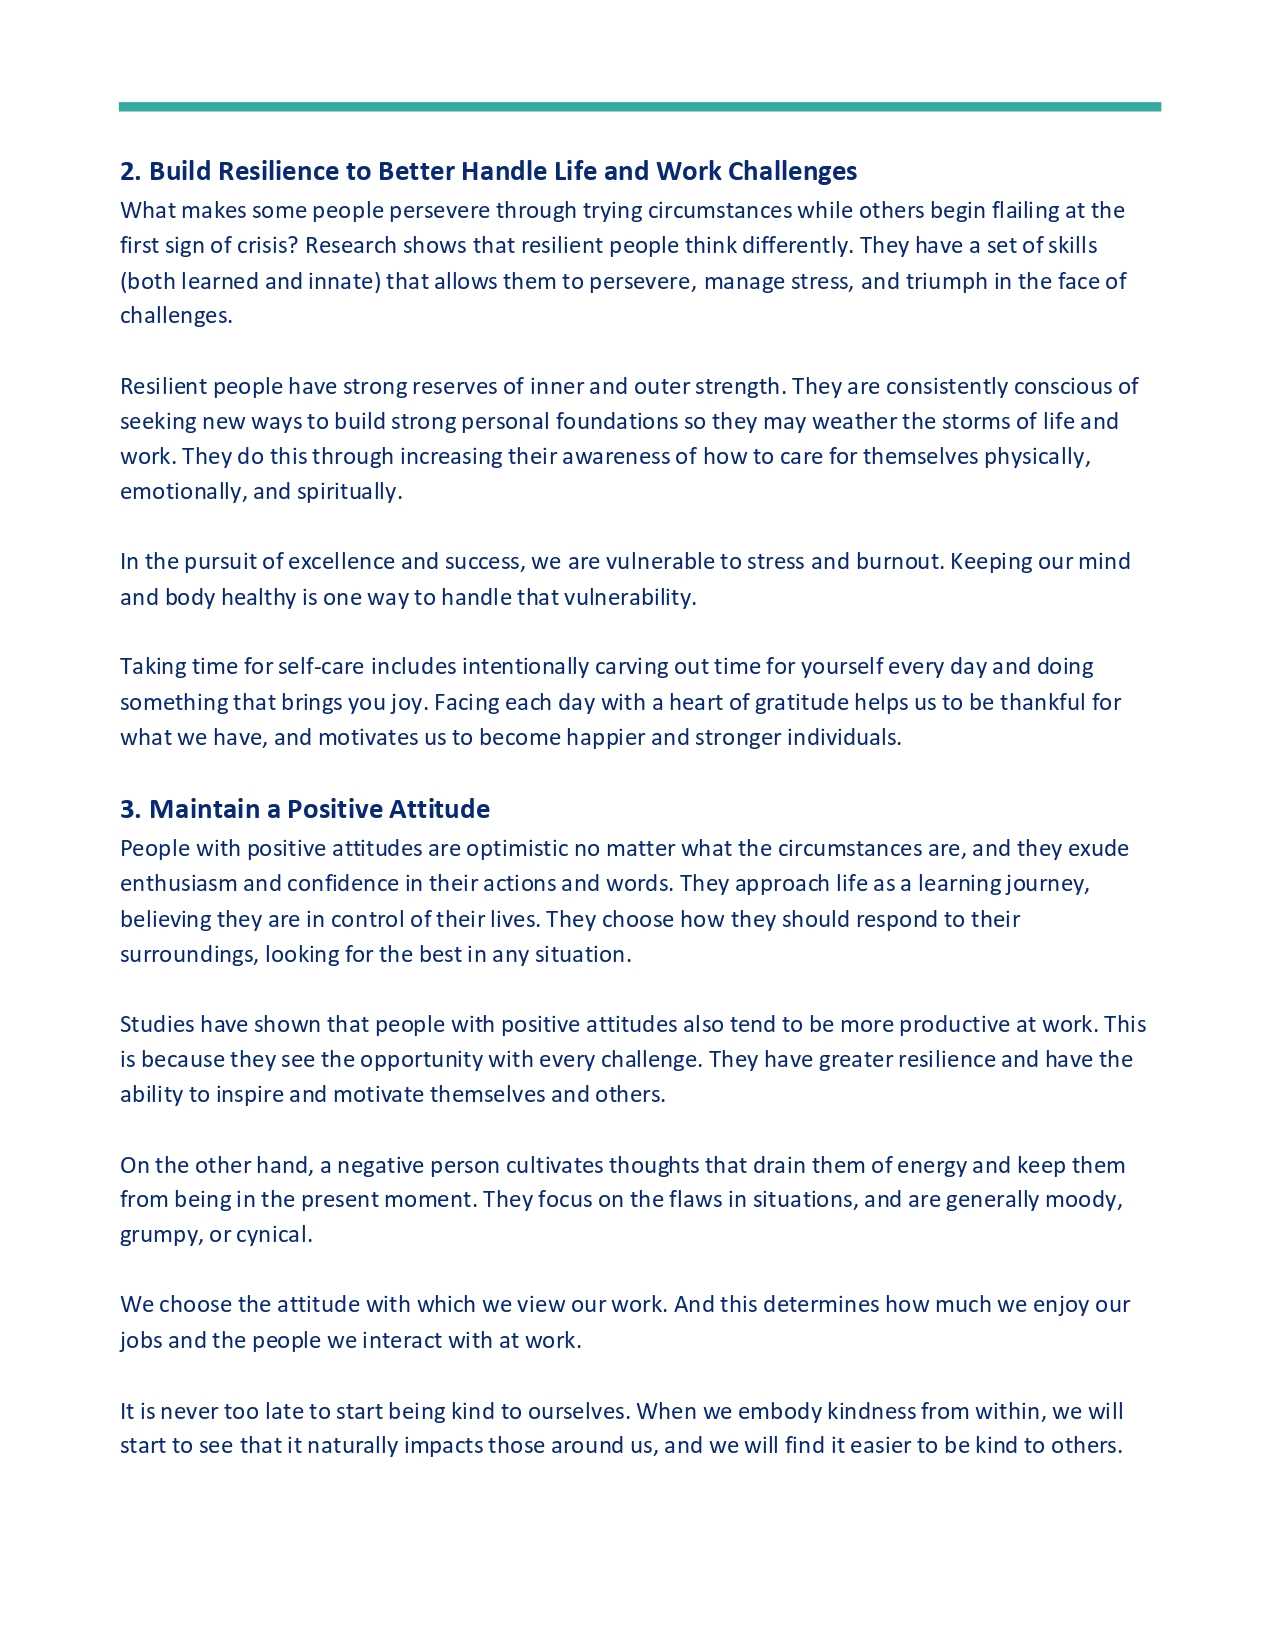 2. Build Resilience to Better Handle Life and Work Challenges
What makes some people persevere through trying circumstances while others begin flailing at the
first sign of crisis? Research shows that resilient people think differently. They have a set of skills
(both learned and innate) that allows them to persevere, manage stress, and triumph in the face of
challenges.
Resilient people have strong reserves of inner and outer strength. They are consistently conscious of
seeking new ways to build strong personal foundations so they may weather the storms of life and
work. They do this through increasing their awareness of how to care for themselves physically,
emotionally, and spiritually.
In the pursuit of excellence and success, we are vulnerable to stress and burnout. Keeping our mind
and body healthy is one way to handle that vulnerability.
Taking time for self-care includes intentionally carving out time for yourself every day and doing
something that brings you joy. Facing each day with a heart of gratitude helps us to be thankful for
what we have, and motivates us to become happier and stronger individuals.
3. Maintain a Positive Attitude
People with positive attitudes are optimistic no matter what the circumstances are, and they exude
enthusiasm and confidence in their actions and words. They approach life as a learning journey,
believing they are in control of their lives. They choose how they should respond to their
surroundings, looking for the best in any situation.
Studies have shown that people with positive attitudes also tend to be more productive at work. This
is because they see the opportunity with every challenge. They have greater resilience and have the
ability to inspire and motivate themselves and others.
On the other hand, a negative person cultivates thoughts that drain them of energy and keep them
from being in the present moment. They focus on the flaws in situations, and are generally moody,
grumpy, or cynical.
We choose the attitude with which we view our work. And this determines how much we enjoy our
jobs and the people we interact with at work.
It is never too late to start being kind to ourselves. When we embody kindness from within, we will
start to see that it naturally impacts those around us, and we will find it easier to be kind to others.